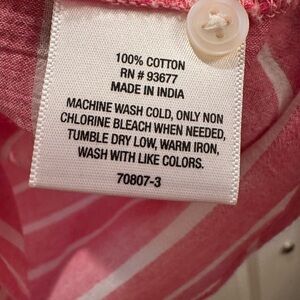 100% COTTON
RN # 93677
MADE IN INDIA
MACHINE WASH COLD, ONLY NON
CHLORINE BLEACH WHEN NEEDED,
TUMBLE DRY LOW, WARM IRON,
WASH WITH LIKE COLORS.
70807-3